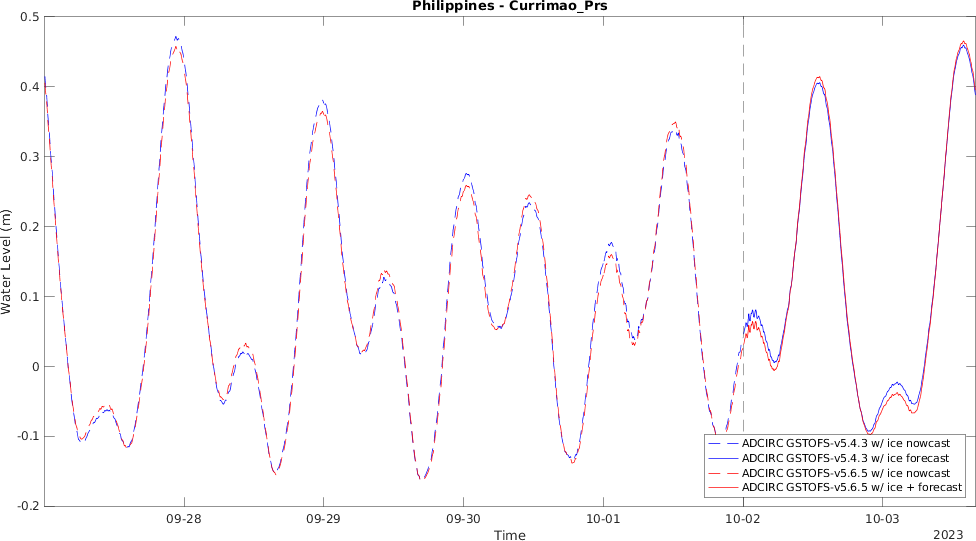 Philippines - Currimao_Prs
0.5
0.4
0.3
0.2
0.1
0
-0.1
-0.2
Water Level (m)
ADCIRC GSTOFS-v5.4.3 w/ ice nowcast
ADCIRC GSTOFS-v5.4.3 w/ ice forecast
ADCIRC GSTOFS-v5.6.5 w/ ice nowcast
ADCIRC GSTOFS-v5.6.5 w/ ice + forecast
09-28 09-29 09-30 10-01 10-02 10-03
Time
2023